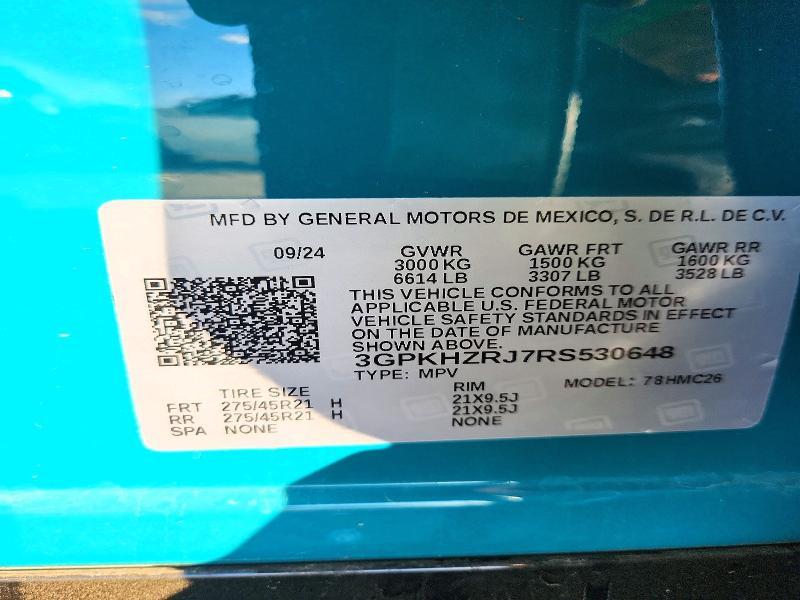 MFD BY GENERAL MOTORS DE MEXICO, S. DE R.L. DE C.V.
09/24 GVWR GAWR FRT GAWR RR
3000 KG 1500 KG 1600 KG
6614 LB 3307 LB 3528 LB
THIS VEHICLE CONFORMS TO ALL
APPLICABLE U.S. FEDERAL MOTOR
VEHICLE SAFETY STANDARDS IN EFFECT
ON THE DATE OF MANUFACTURE
SHOWN ABOVE.
3GPKHZRJ7RS530648
TYPE: MPV MODEL: 78HMC26
TIRE SIZE RIM
FRT 275/45R21 H 21X9.5J
RR 275/45R21 H 21X9.5J
SPA NONE NONE